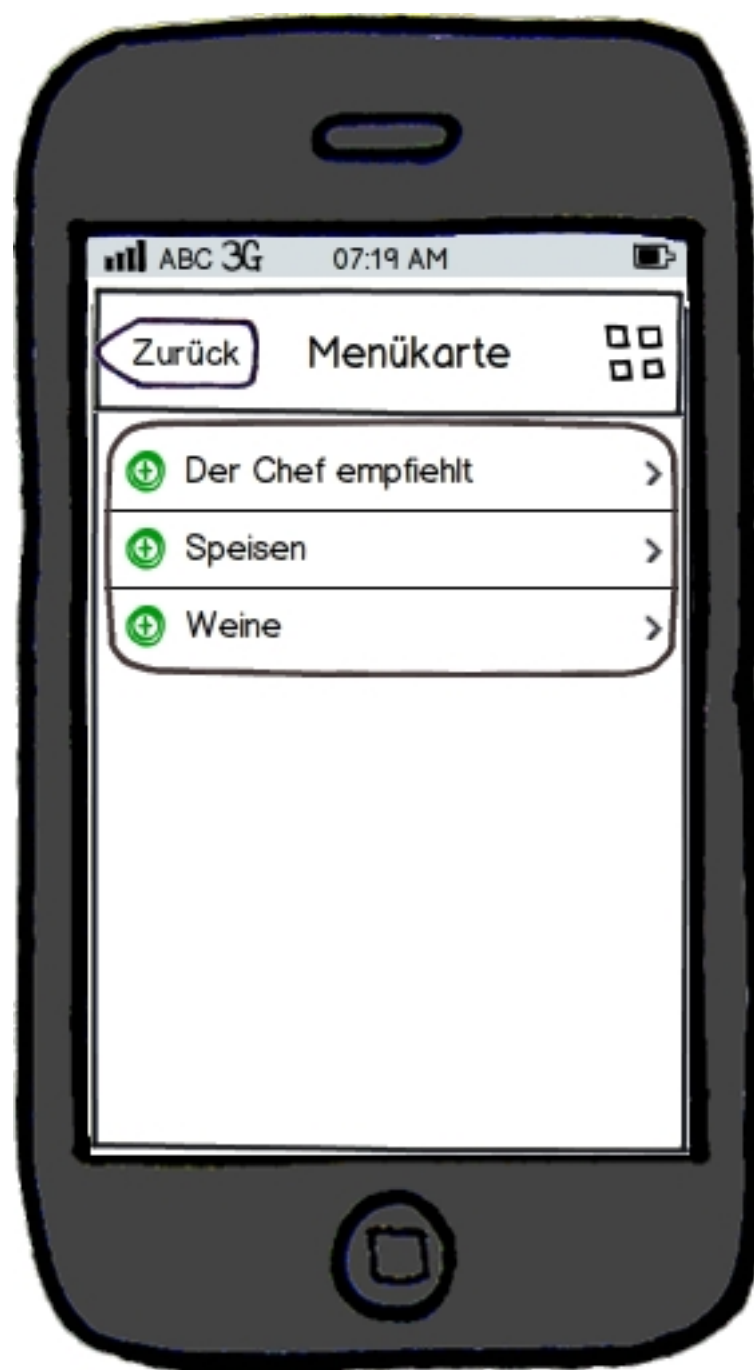 ABC 3G 07:19 AM
Zurück Menükarte
Der Chef empfiehlt
Speisen
Weine